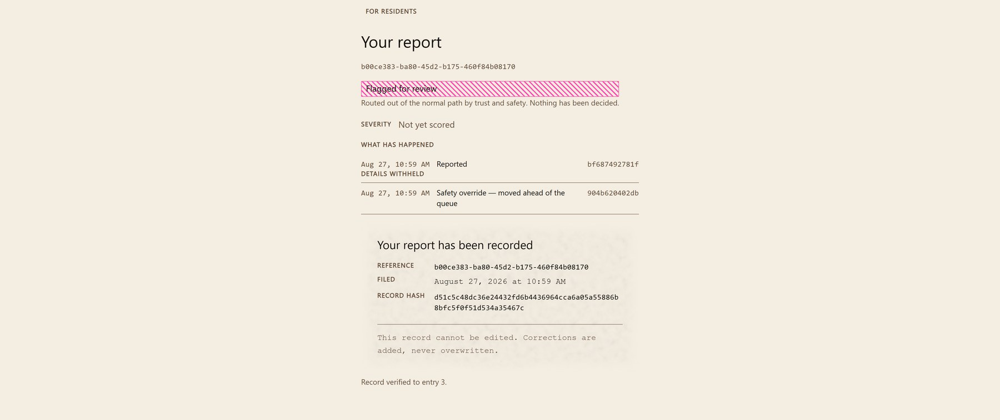 FOR RESIDENTS
Your report
b00ce383-ba80-45d2-b175-460f84b08170
Flagged for review
Routed out of the normal path by trust and safety. Nothing has been decided.
SEVERITY Not yet scored
WHAT HAS HAPPENED
Aug 27, 10:59 AM Reported bf687492781f
DETAILS WITHHELD
Aug 27, 10:59 AM Safety override — moved ahead of the 904b620402db
queue
Your report has been recorded
REFERENCE b00ce383-ba80-45d2-b175-460f84b08170
FILED August 27, 2026 at 10:59 AM
RECORD HASH d51c5c48dc36e24432fd6b4436964cca6a05a55886b
8bfc5f0f51d534a35467c
This record cannot be edited. Corrections are
added, never overwritten.
Record verified to entry 3.